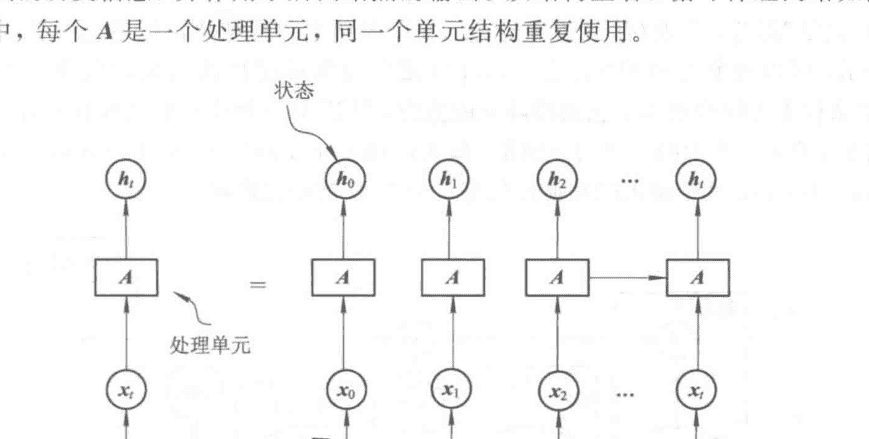 中，每个 A 是一个处理单元，同一个单元结构重复使用。
状态
h_t h_0 h_1 h_2 … h_t
A = A A A A
处理单元
x_t x_0 x_1 x_2 … x_t